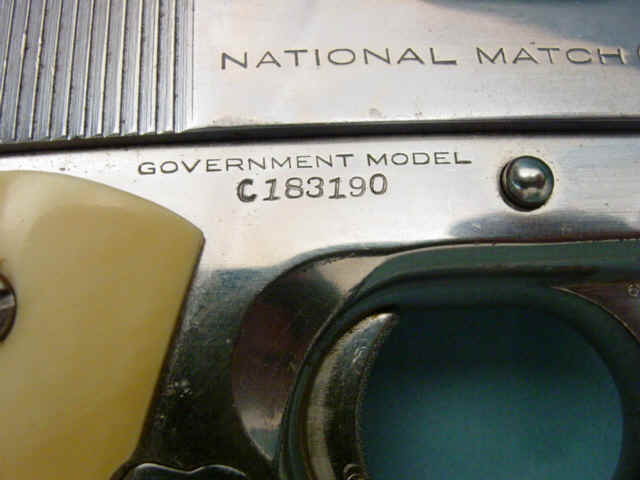 NATIONAL MATCH
GOVERNMENT MODEL
C183190